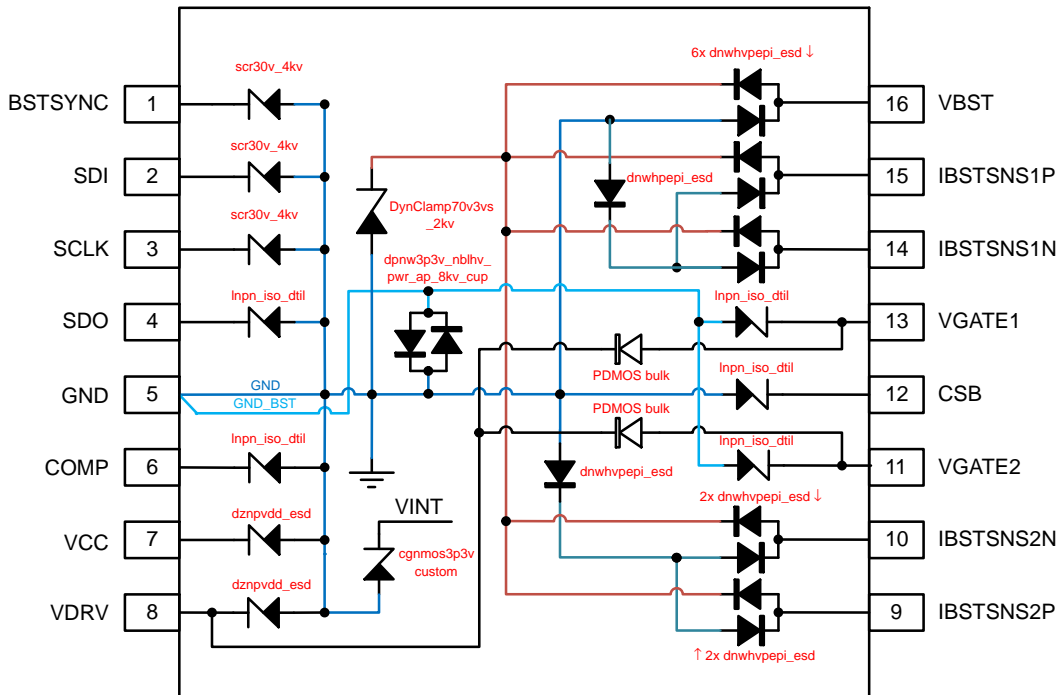 6x dnwhvpepi_esd ↓
scr30v_4kv
BSTSYNC 1
16 VBST
scr30v_4kv
SDI 2
dnwhpepi_esd
15 IBSTSNS1P
DynClamp70v3vs
_2kv
scr30v_4kv
SCLK 3
14 IBSTSNS1N
dpnw3p3v_nblhv_
pwr_ap_8kv_cup
lnpn_iso_dtil
lnpn_iso_dtil
SDO 4
13 VGATE1
PDMOS bulk
lnpn_iso_dtil
GND 5
GND
GND_BST
12 CSB
PDMOS bulk
lnpn_iso_dtil
lnpn_iso_dtil
COMP 6
dnwhvpepi_esd
11 VGATE2
2x dnwhvpepi_esd ↓
VINT
dznpvdd_esd
VCC 7
cgnmos3p3v
custom
10 IBSTSNS2N
dznpvdd_esd
VDRV 8
9 IBSTSNS2P
↑ 2x dnwhvpepi_esd